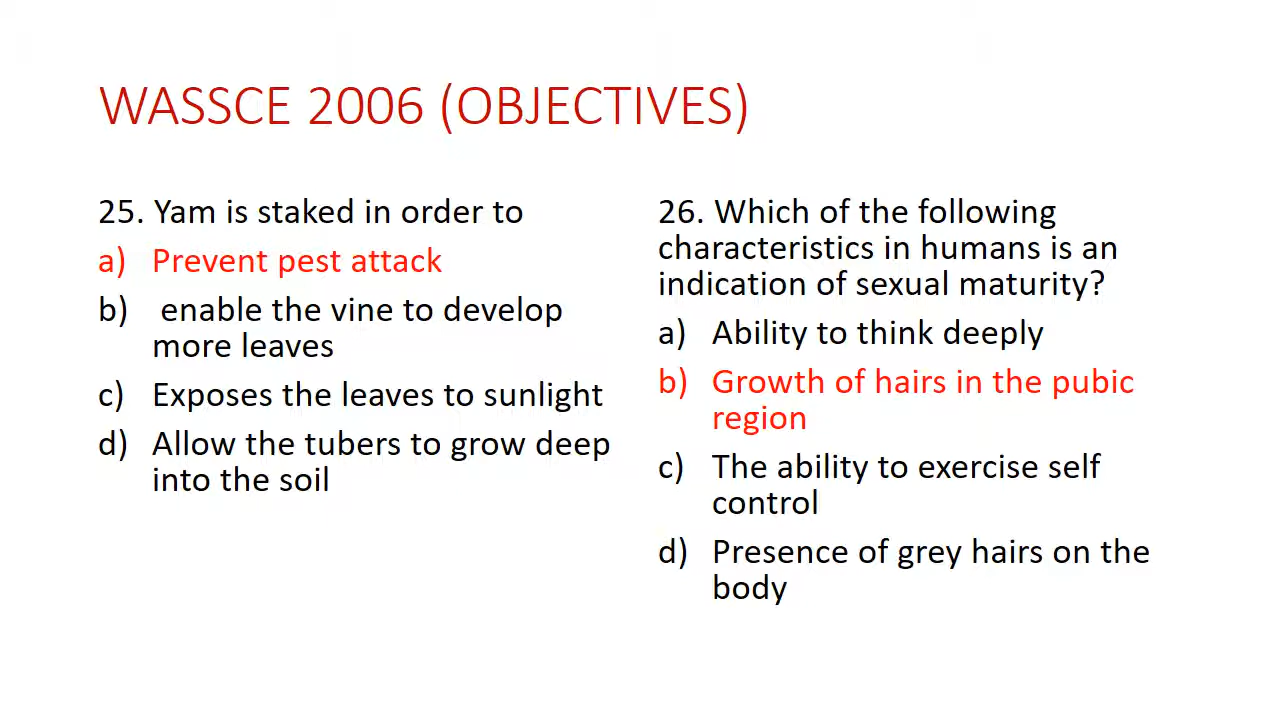 WASSCE 2006 (OBJECTIVES)
25. Yam is staked in order to
a) Prevent pest attack
b) enable the vine to develop
more leaves
c) Exposes the leaves to sunlight
d) Allow the tubers to grow deep
into the soil
26. Which of the following
characteristics in humans is an
indication of sexual maturity?
a) Ability to think deeply
b) Growth of hairs in the pubic
region
c) The ability to exercise self
control
d) Presence of grey hairs on the
body